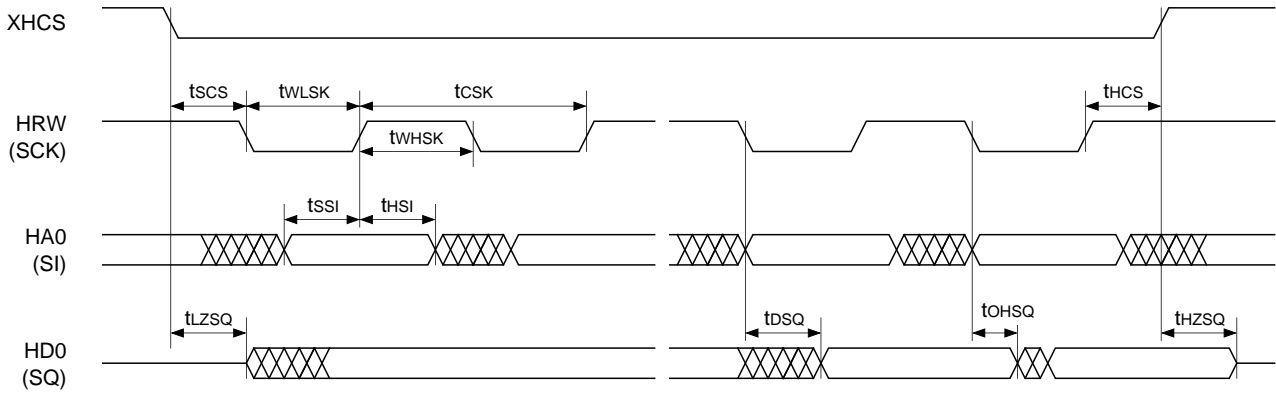 XHCS
tSCS
tWLSK
tCSK
tHCS
HRW
(SCK)
tWHSK
tSSI
tHSI
HA0
(SI)
tLZSQ
tDSQ
tOHSQ
tHZSQ
HD0
(SQ)